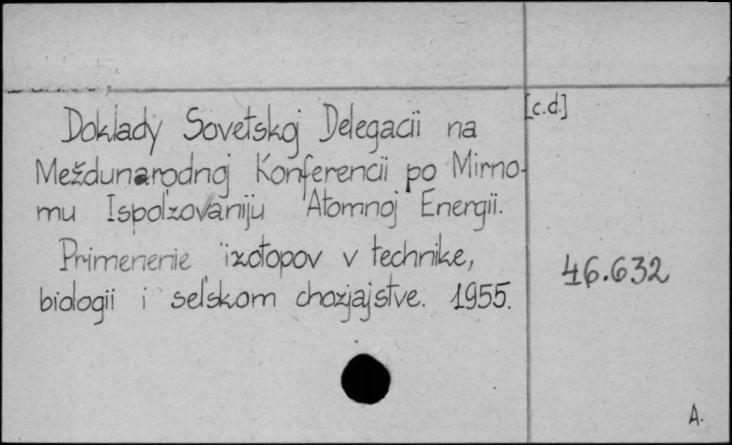 Doklady Sovetskoj Delegacii na
[c.d.]
Meždunarodnoj Konferencii po Mirno-
mu Ispol'zovaniju Atomnoj Energii.
Primenenie izotopov v technike,
46.632
biologii i sel'skom chozjajstve. 1955.
A.